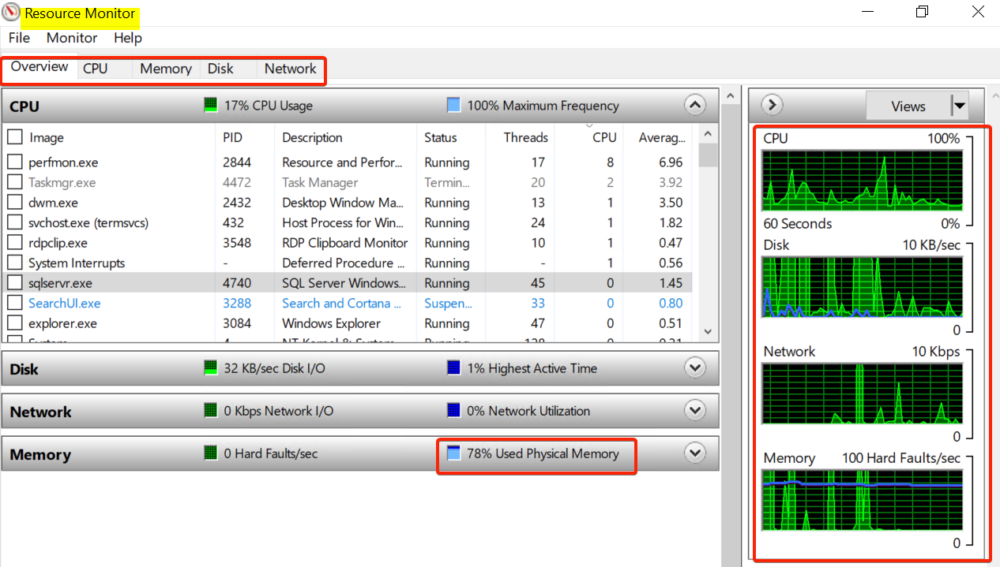 Resource Monitor
File Monitor Help
Overview CPU Memory Disk Network
CPU 17% CPU Usage 100% Maximum Frequency
Image PID Description Status Threads CPU Averag...
perfmon.exe 2844 Resource and Perfor... Running 17 8 6.96
Taskmgr.exe 4472 Task Manager Termin... 20 2 3.92
dwm.exe 2432 Desktop Window Ma... Running 13 1 3.50
svchost.exe (termsvcs) 432 Host Process for Win... Running 24 1 1.82
rdpclip.exe 3548 RDP Clipboard Monitor Running 10 1 0.47
System Interrupts - Deferred Procedure ... Running - 1 0.56
sqlservr.exe 4740 SQL Server Windows... Running 45 0 1.45
SearchUI.exe 3288 Search and Cortana ... Suspen... 33 0 0.80
explorer.exe 3084 Windows Explorer Running 47 0 0.51
System 4 NT Kernel & System Running
Disk 32 KB/sec Disk I/O 1% Highest Active Time
Network 0 Kbps Network I/O 0% Network Utilization
Memory 0 Hard Faults/sec 78% Used Physical Memory
Views
CPU 100%
60 Seconds 0%
Disk 10 KB/sec
0
Network 10 Kbps
0
Memory 100 Hard Faults/sec
0